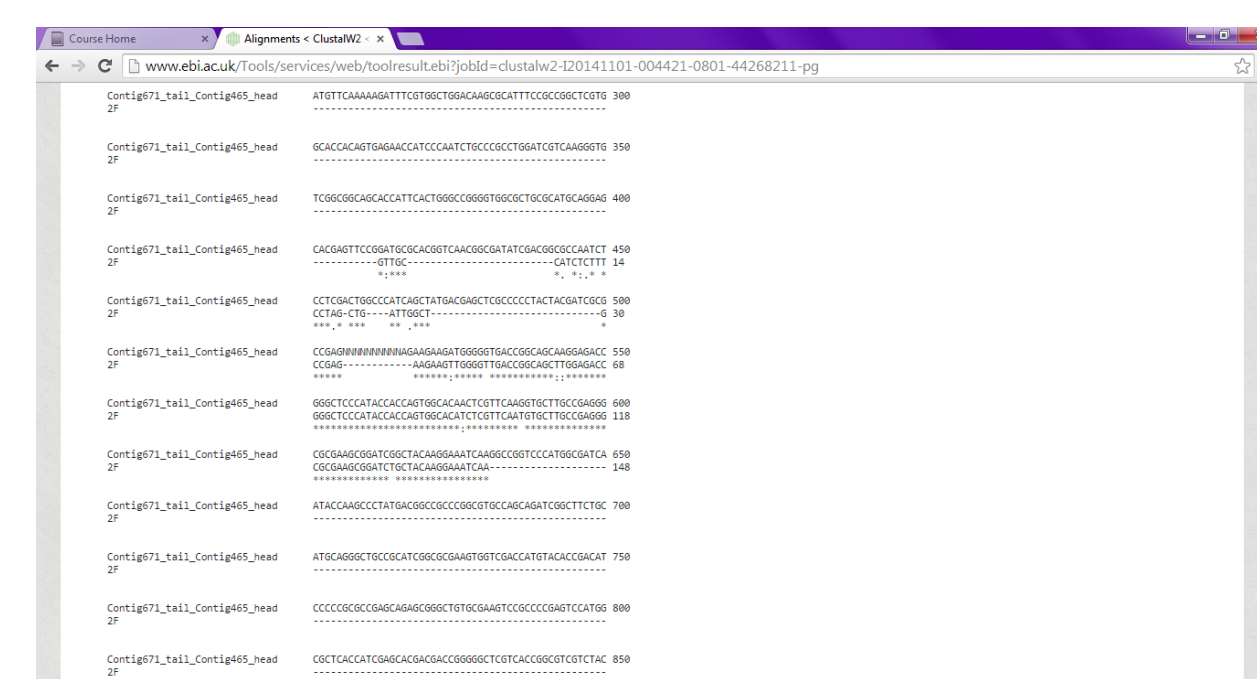 Course Home × Alignments < ClustalW2 < ×
www.ebi.ac.uk/Tools/services/web/toolresult.ebi?jobId=clustalw2-I20141101-004421-0801-44268211-pg
Contig671_tail_Contig465_head ATGTTCAAAAAGATTTCGTGGCTGGACAAGCGCATTTCCGCCGGCTCGTG 300
2F --------------------------------------------------
Contig671_tail_Contig465_head GCACCACAGTGAGAACCATCCCAATCTGCCCGCCTGGATCGTCAAGGGTG 350
2F --------------------------------------------------
Contig671_tail_Contig465_head TCGGCGGCAGCACCATTCACTGGGCCGGGGTGGCGCTGCGCATGCAGGAG 400
2F --------------------------------------------------
Contig671_tail_Contig465_head CACGAGTTCCGGATGCGCACGGTCAACGGCGATATCGACGGCGCCAATCT 450
2F -----------GTTGC-------------------------CATCTCTTT 14
*:*** *. *:.* *
Contig671_tail_Contig465_head CCTCGACTGGCCCATCAGCTATGACGAGCTCGCCCCCTACTACGATCGCG 500
2F CCTAG-CTG----ATTGGCT-----------------------------G 30
***.* *** ** .*** *
Contig671_tail_Contig465_head CCGAGNNNNNNNNNNAGAAGAAGATGGGGGTGACCGGCAGCAAGGAGACC 550
2F CCGAG------------AAGAAGTTGGGGTTGACCGGCAGCTTGGAGACC 68
***** ******:***** ***********::*******
Contig671_tail_Contig465_head GGGCTCCCATACCACCAGTGGCACAACTCGTTCAAGGTGCTTGCCGAGGG 600
2F GGGCTCCCATACCACCAGTGGCACATCTCGTTCAATGTGCTTGCCGAGGG 118
*************************:********* **************
Contig671_tail_Contig465_head CGCGAAGCGGATCGGCTACAAGGAAATCAAGGCCGGTCCCATGGCGATCA 650
2F CGCGAAGCGGATCTGCTACAAGGAAATCAA-------------------- 148
************* ****************
Contig671_tail_Contig465_head ATACCAAGCCCTATGACGGCCGCCCGGCGTGCCAGCAGATCGGCTTCTGC 700
2F --------------------------------------------------
Contig671_tail_Contig465_head ATGCAGGGCTGCCGCATCGGCGCGAAGTGGTCGACCATGTACACCGACAT 750
2F --------------------------------------------------
Contig671_tail_Contig465_head CCCCCGCGCCGAGCAGAGCGGGCTGTGCGAAGTCCGCCCCGAGTCCATGG 800
2F --------------------------------------------------
Contig671_tail_Contig465_head CGCTCACCATCGAGCACGACGACCGGGGGCTCGTCACCGGCGTCGTCTAC 850
2F --------------------------------------------------